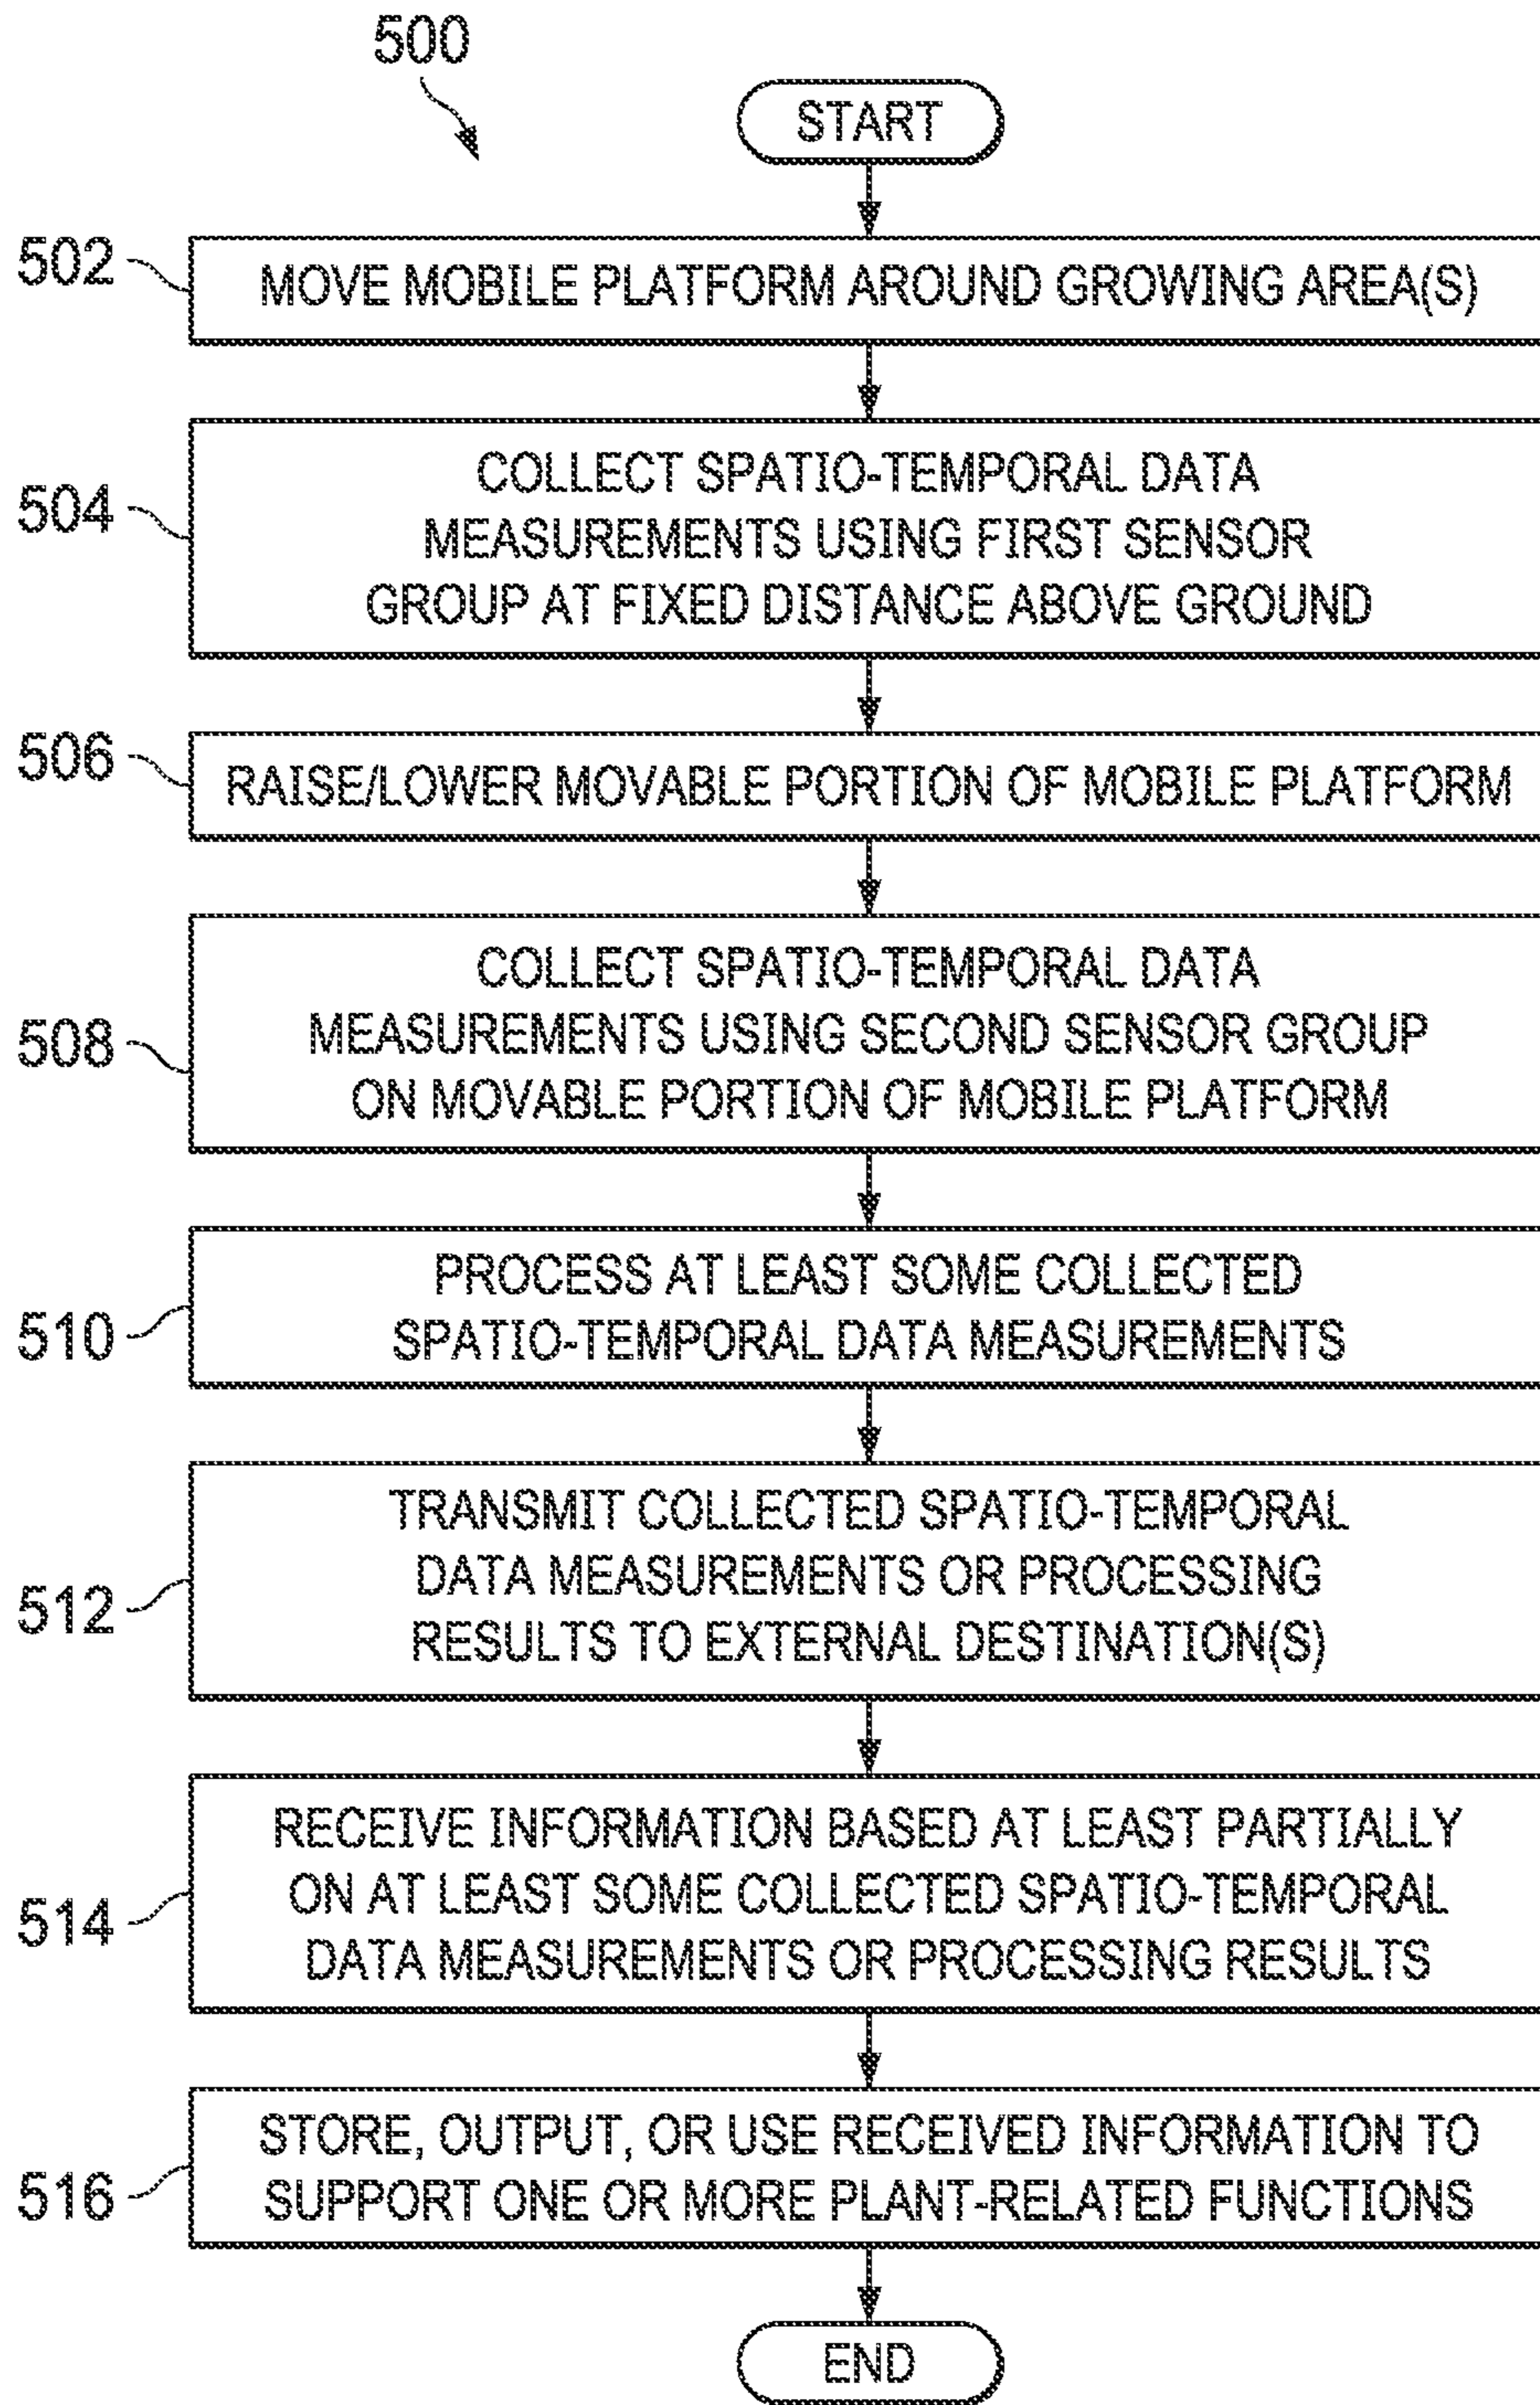 500
START
502
MOVE MOBILE PLATFORM AROUND GROWING AREA(S)
504
COLLECT SPATIO-TEMPORAL DATA
MEASUREMENTS USING FIRST SENSOR
GROUP AT FIXED DISTANCE ABOVE GROUND
506
RAISE/LOWER MOVABLE PORTION OF MOBILE PLATFORM
508
COLLECT SPATIO-TEMPORAL DATA
MEASUREMENTS USING SECOND SENSOR GROUP
ON MOVABLE PORTION OF MOBILE PLATFORM
510
PROCESS AT LEAST SOME COLLECTED
SPATIO-TEMPORAL DATA MEASUREMENTS
512
TRANSMIT COLLECTED SPATIO-TEMPORAL
DATA MEASUREMENTS OR PROCESSING
RESULTS TO EXTERNAL DESTINATION(S)
514
RECEIVE INFORMATION BASED AT LEAST PARTIALLY
ON AT LEAST SOME COLLECTED SPATIO-TEMPORAL
DATA MEASUREMENTS OR PROCESSING RESULTS
516
STORE, OUTPUT, OR USE RECEIVED INFORMATION TO
SUPPORT ONE OR MORE PLANT-RELATED FUNCTIONS
END